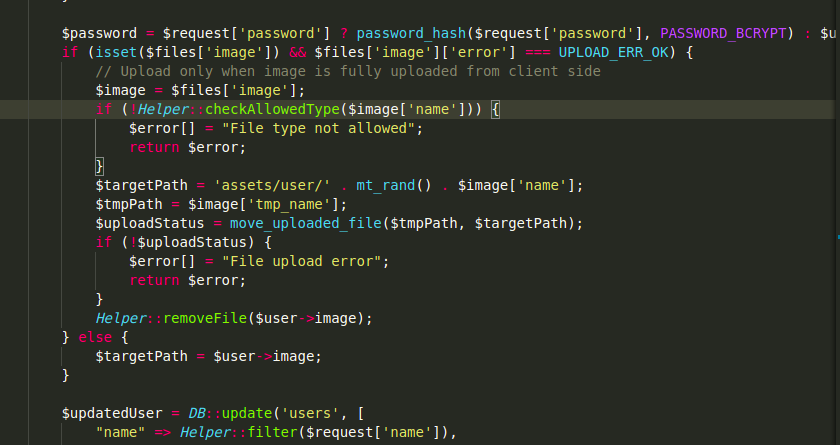 $password = $request['password'] ? password_hash($request['password'], PASSWORD_BCRYPT) : $u
if (isset($files['image']) && $files['image']['error'] === UPLOAD_ERR_OK) {
// Upload only when image is fully uploaded from client side
$image = $files['image'];
if (!Helper::checkAllowedType($image['name'])) {
$error[] = "File type not allowed";
return $error;
}
$targetPath = 'assets/user/' . mt_rand() . $image['name'];
$tmpPath = $image['tmp_name'];
$uploadStatus = move_uploaded_file($tmpPath, $targetPath);
if (!$uploadStatus) {
$error[] = "File upload error";
return $error;
}
Helper::removeFile($user->image);
} else {
$targetPath = $user->image;
}
$updatedUser = DB::update('users', [
"name" => Helper::filter($request['name']),